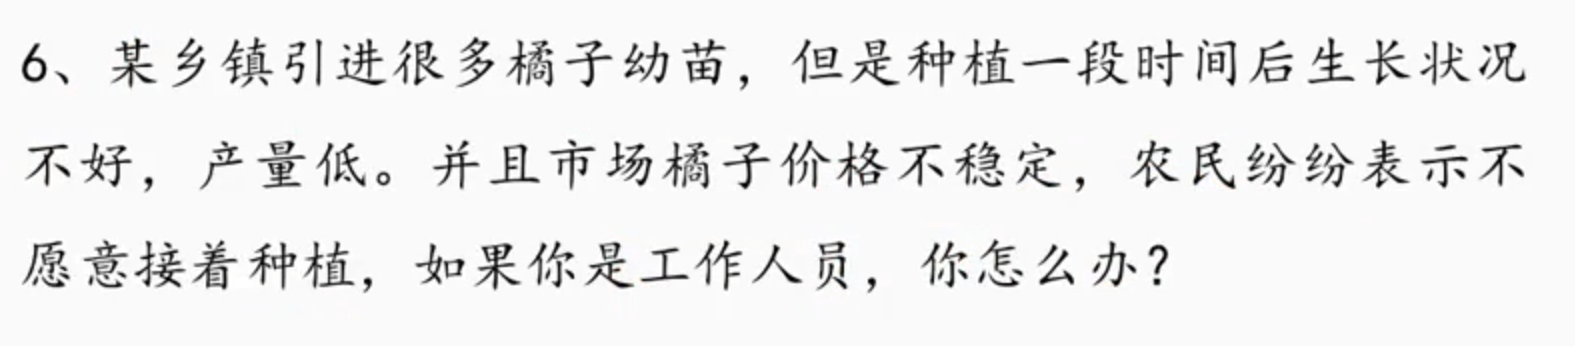 6、某乡镇引进很多橘子幼苗，但是种植一段时间后生长状况
不好，产量低。并且市场橘子价格不稳定，农民纷纷表示不
愿意接着种植，如果你是工作人员，你怎么办？